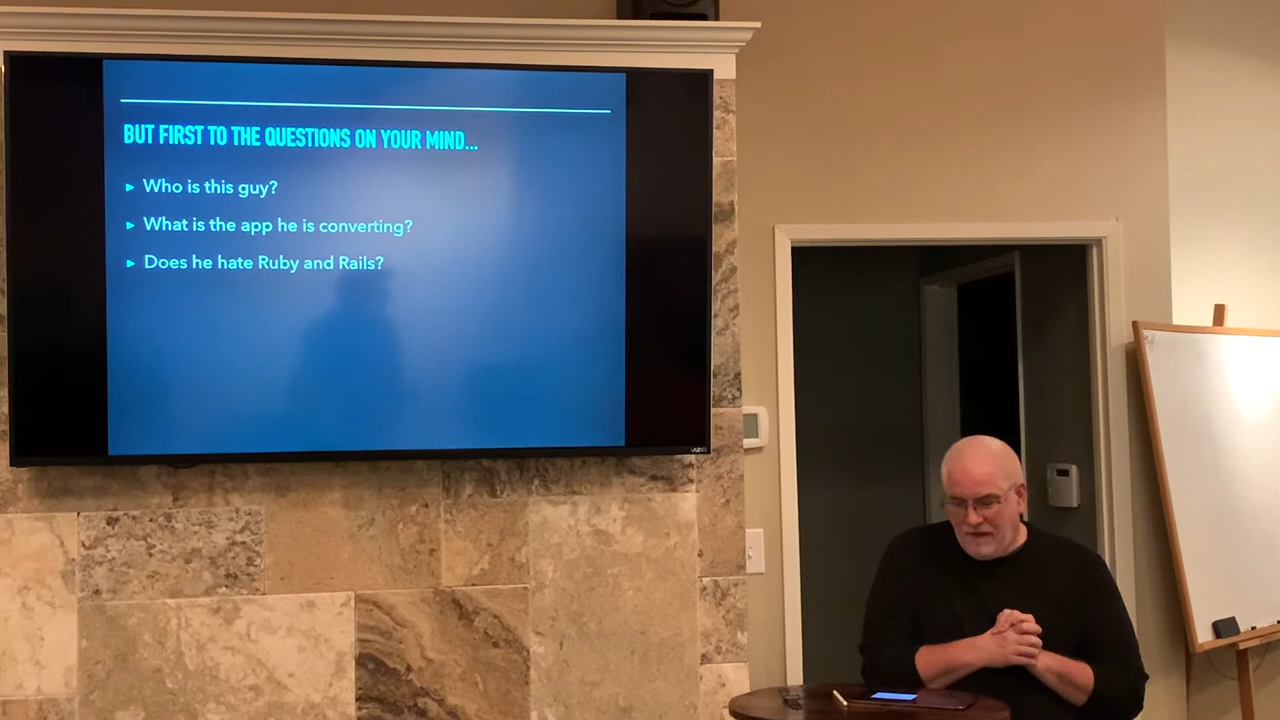 BUT FIRST TO THE QUESTIONS ON YOUR MIND...
Who is this guy?
What is the app he is converting?
Does he hate Ruby and Rails?
VIZIO